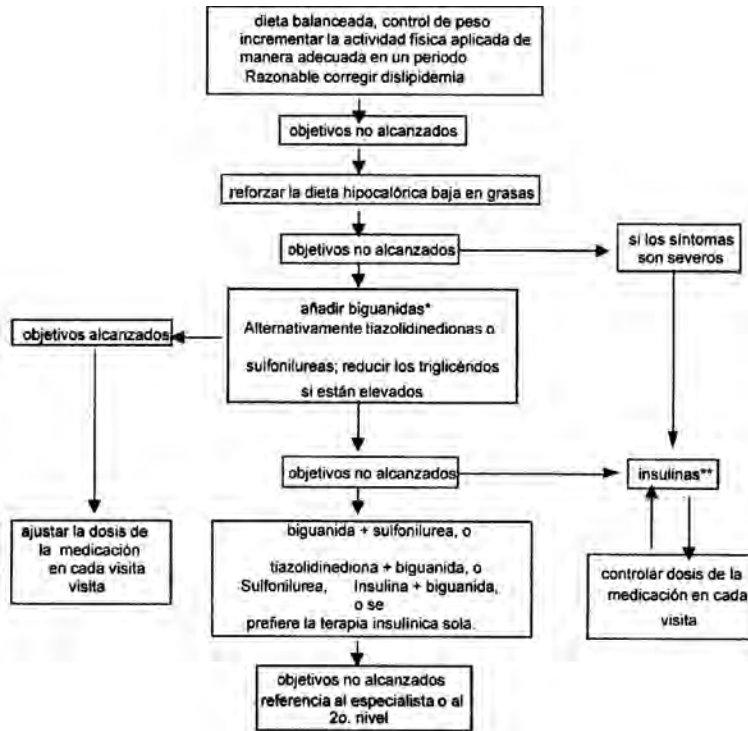 dieta balanceada, control de peso
incrementar la actividad física aplicada de
manera adecuada en un periodo
Razonable corregir dislipidemia
objetivos no alcanzados
reforzar la dieta hipocalórica baja en grasas
objetivos no alcanzados
si los síntomas
son severos
añadir biguanidas*
Alternativamente tiazolidinedionas o
sulfonilureas; reducir los triglicéridos
si están elevados
objetivos alcanzados
objetivos no alcanzados
insulinas**
ajustar la dosis de
la medicación
en cada visita
visita
biguanida + sulfonilurea, o
tiazolidinediona + biguanida, o
Sulfonilurea, Insulina + biguanida,
o se
prefiere la terapia insulínica sola.
controlar dosis de la
medicación en cada
visita
objetivos no alcanzados
referencia al especialista o al
2o. nivel